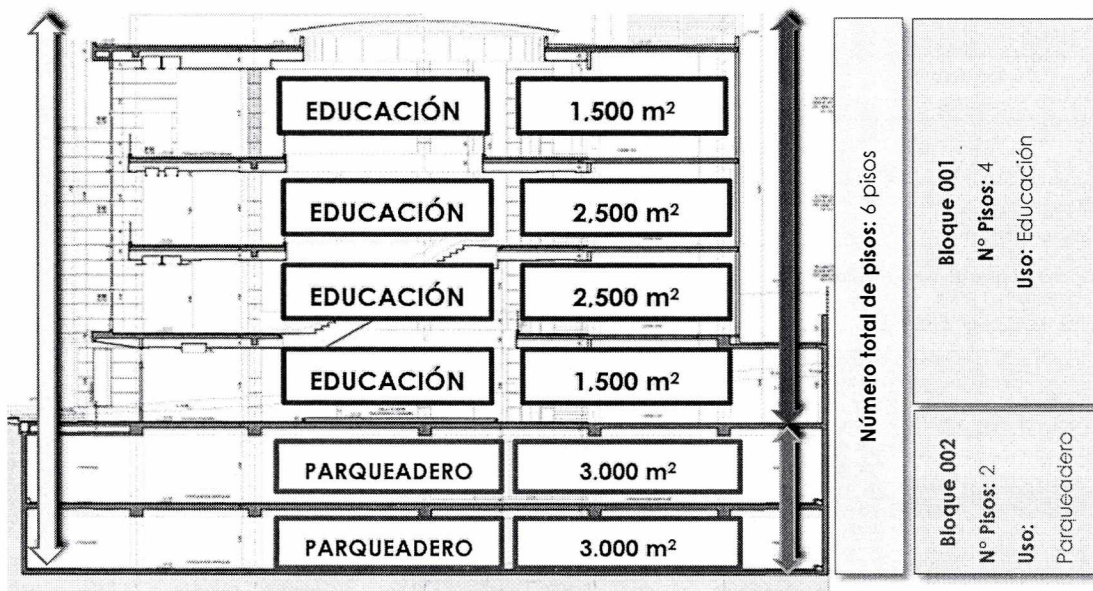 EDUCACIÓN 1.500 m²
EDUCACIÓN 2.500 m²
EDUCACIÓN 2.500 m²
EDUCACIÓN 1.500 m²
PARQUEADERO 3.000 m²
PARQUEADERO 3.000 m²
Número total de pisos: 6 pisos
Bloque 001
N° Pisos: 4
Uso: Educación
Bloque 002
N° Pisos: 2
Uso:
Parqueadero